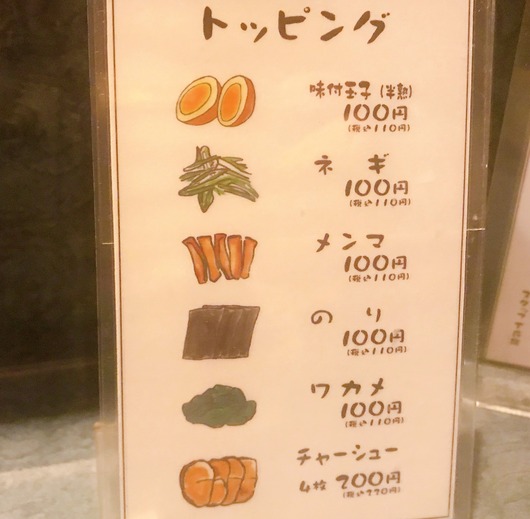 トッピング
味付玉子(半熟)
100円
(税込110円)
ネギ
100円
(税込110円)
メンマ
100円
(税込110円)
のり
100円
(税込110円)
ワカメ
100円
(税込110円)
チャーシュー
4枚 200円
(税込220円)